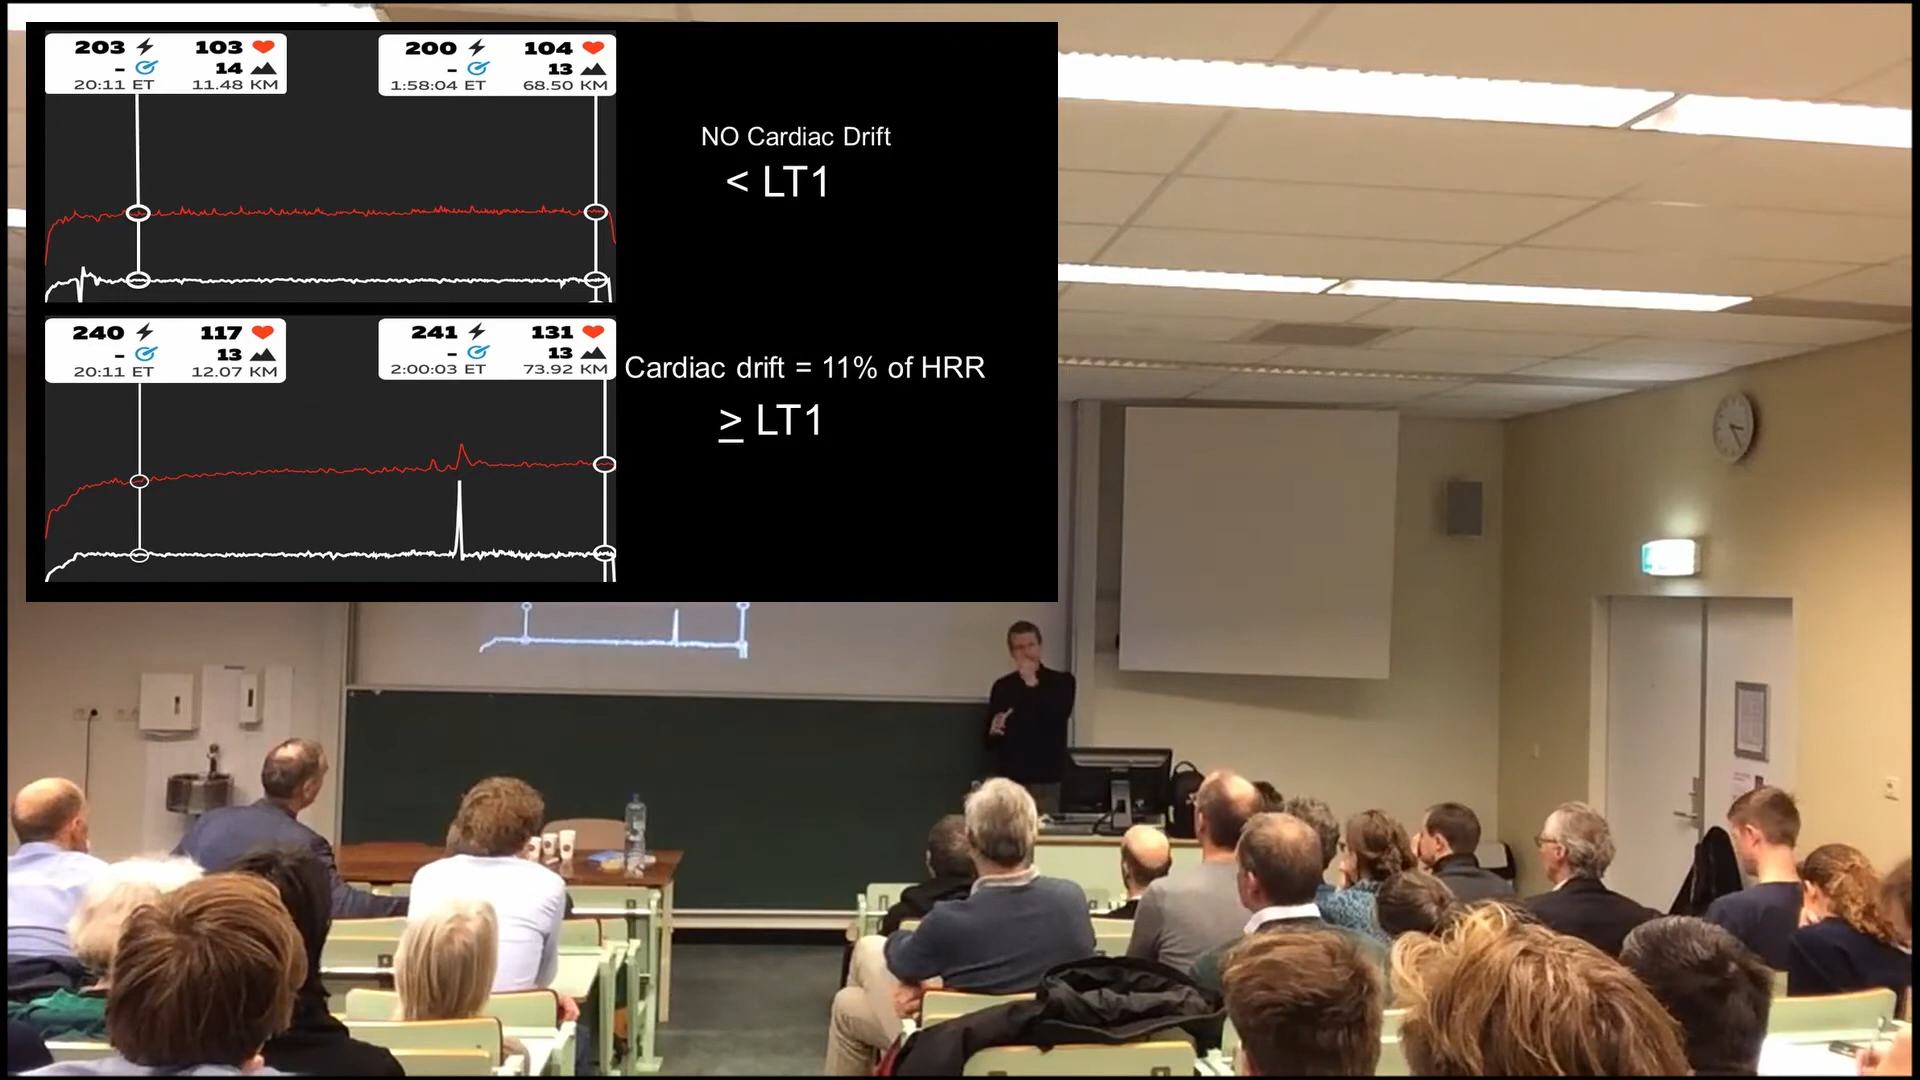 203 103
- 14
20:11 ET 11.48 KM
200 104
- 13
1:58:04 ET 68.50 KM
NO Cardiac Drift
< LT1
240 117
- 13
20:11 ET 12.07 KM
241 131
- 13
2:00:03 ET 73.92 KM
Cardiac drift = 11% of HRR
≥ LT1